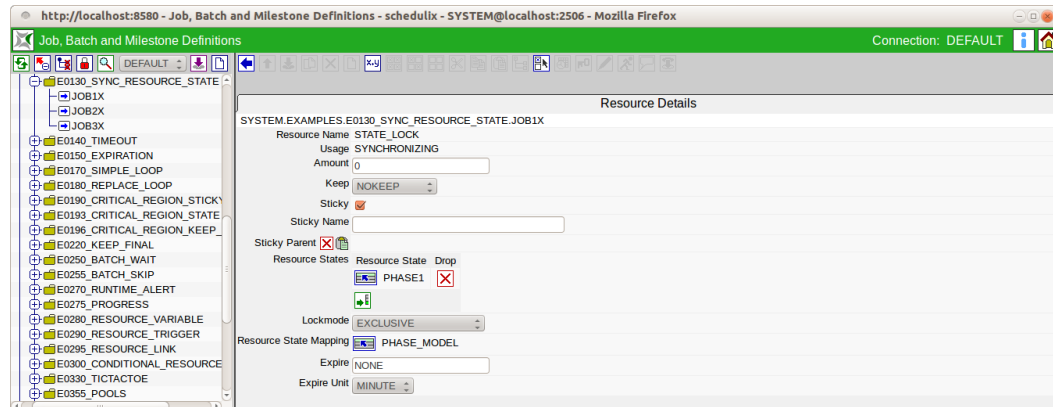 http://localhost:8580 - Job, Batch and Milestone Definitions - schedulix - SYSTEM@localhost:2506 - Mozilla Firefox
Job, Batch and Milestone Definitions
Connection: DEFAULT
DEFAULT
x,y
E0130_SYNC_RESOURCE_STATE
JOB1X
JOB2X
JOB3X
E0140_TIMEOUT
E0150_EXPIRATION
E0170_SIMPLE_LOOP
E0180_REPLACE_LOOP
E0190_CRITICAL_REGION_STICKY
E0193_CRITICAL_REGION_STATE
E0196_CRITICAL_REGION_KEEP_
E0220_KEEP_FINAL
E0250_BATCH_WAIT
E0255_BATCH_SKIP
E0270_RUNTIME_ALERT
E0275_PROGRESS
E0280_RESOURCE_VARIABLE
E0290_RESOURCE_TRIGGER
E0295_RESOURCE_LINK
E0300_CONDITIONAL_RESOURCE
E0330_TICTACTOE
E0355_POOLS
Resource Details
SYSTEM.EXAMPLES.E0130_SYNC_RESOURCE_STATE.JOB1X
Resource Name STATE_LOCK
Usage SYNCHRONIZING
Amount 0
Keep NOKEEP
Sticky
Sticky Name
Sticky Parent
Resource States Resource State Drop
PHASE1
Lockmode EXCLUSIVE
Resource State Mapping PHASE_MODEL
Expire NONE
Expire Unit MINUTE